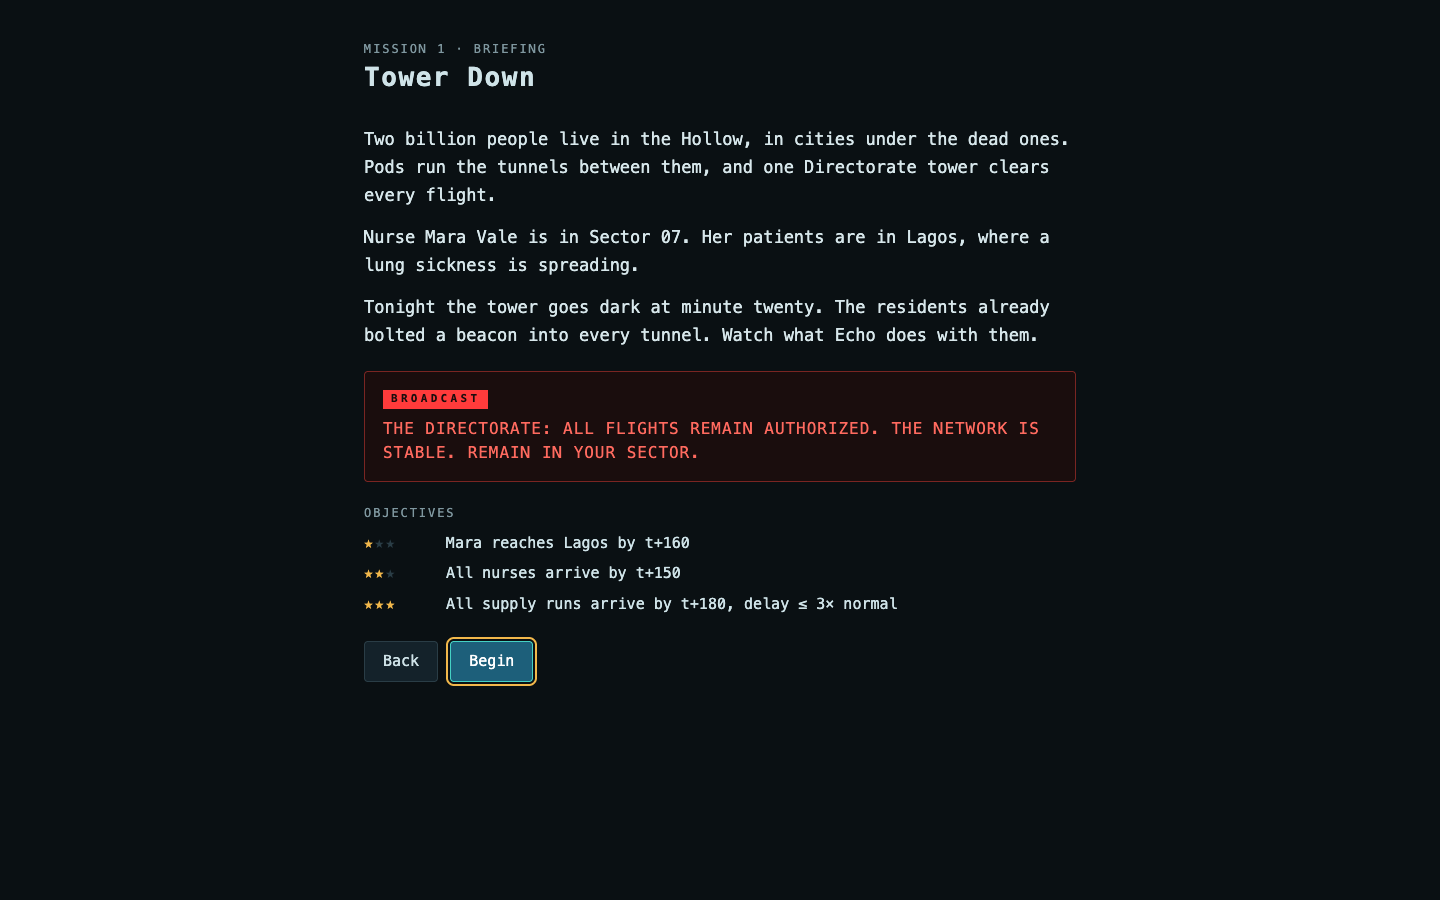 MISSION 1 · BRIEFING
Tower Down
Two billion people live in the Hollow, in cities under the dead ones.
Pods run the tunnels between them, and one Directorate tower clears
every flight.
Nurse Mara Vale is in Sector 07. Her patients are in Lagos, where a
lung sickness is spreading.
Tonight the tower goes dark at minute twenty. The residents already
bolted a beacon into every tunnel. Watch what Echo does with them.
BROADCAST
THE DIRECTORATE: ALL FLIGHTS REMAIN AUTHORIZED. THE NETWORK IS
STABLE. REMAIN IN YOUR SECTOR.
OBJECTIVES
★★★ Mara reaches Lagos by t+160
★★★ All nurses arrive by t+150
★★★ All supply runs arrive by t+180, delay ≤ 3× normal
Back Begin